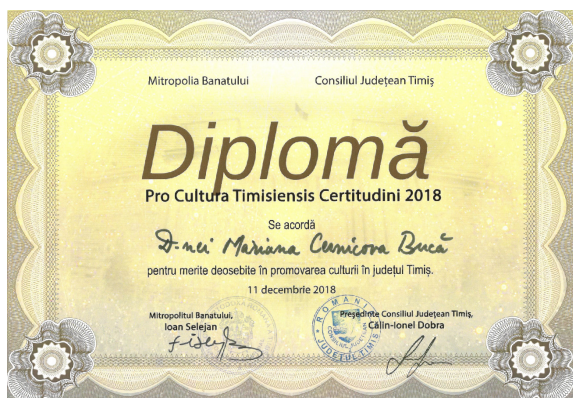 Mitropolia Banatului Consiliul Județean Timiș
Diplomă
Pro Cultura Timisiensis Certitudini 2018
Se acordă
D-nei Mariana Cernicova Bucă
pentru merite deosebite în promovarea culturii în județul Timiș.
11 decembrie 2018
Mitropolitul Banatului, Președinte Consiliul Județean Timiș,
Ioan Selejan Călin-Ionel Dobra
ROMÂNIA
JUDEȚUL TIMIȘ